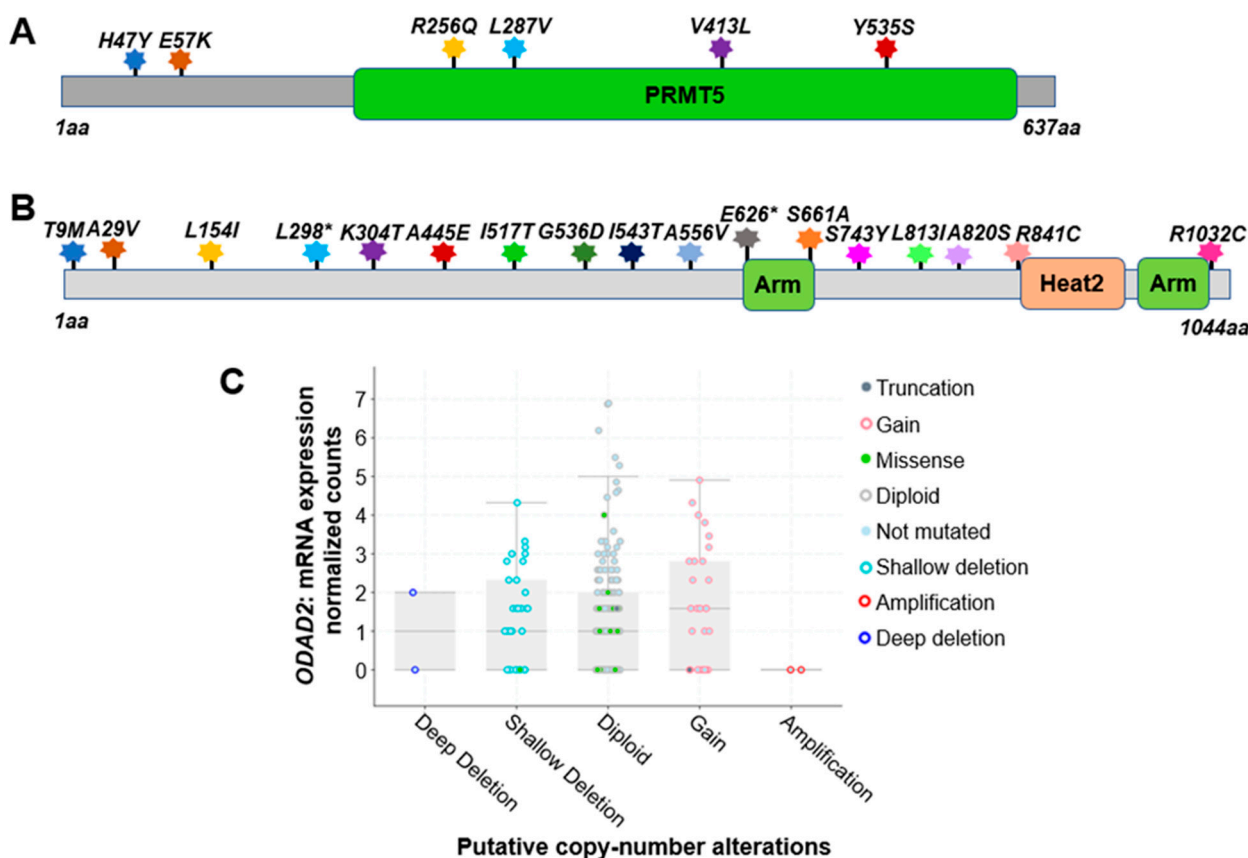 A
H47Y E57K R256Q L287V V413L Y535S
PRMT5
1aa 637aa
B
T9M A29V L154I L298* K304T A445E I517T G536D I543T A556V E626* S661A S743Y L813I A820S R841C R1032C
Arm Heat2 Arm
1aa 1044aa
C
ODAD2: mRNA expression
normalized counts
7
6
5
4
3
2
1
0
Deep Deletion
Shallow Deletion
Diploid
Gain
Amplification
Putative copy-number alterations
Truncation
Gain
Missense
Diploid
Not mutated
Shallow deletion
Amplification
Deep deletion